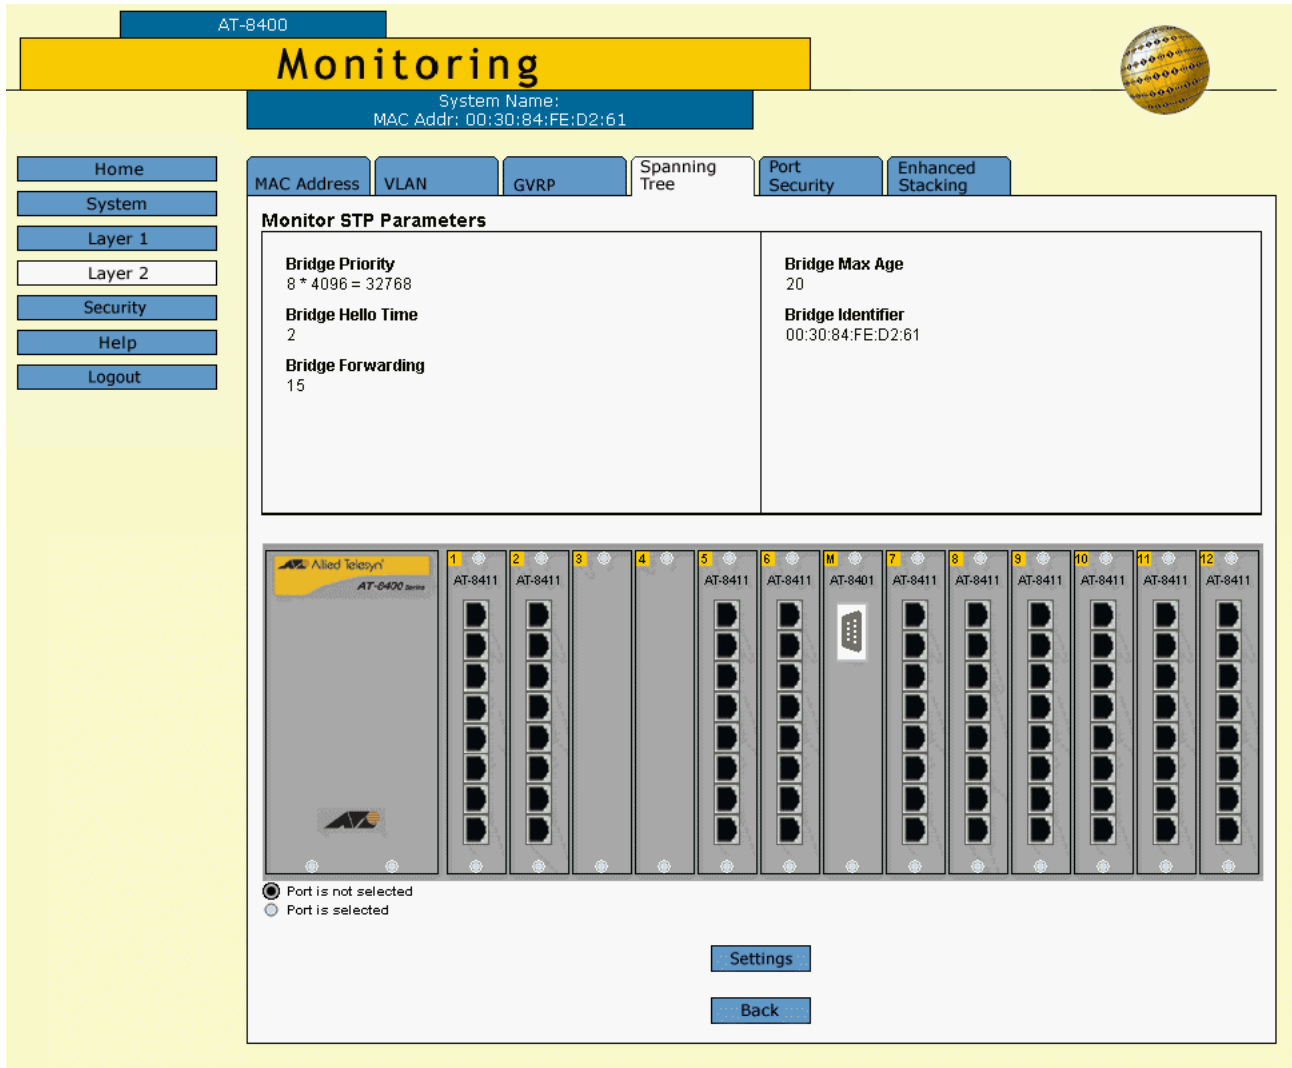 AT-8400
Monitoring
System Name:
MAC Addr: 00:30:84:FE:D2:61
Home
System
Layer 1
Layer 2
Security
Help
Logout
MAC Address
VLAN
GVRP
Spanning
Tree
Port
Security
Enhanced
Stacking
Monitor STP Parameters
Bridge Priority
8 * 4096 = 32768
Bridge Hello Time
2
Bridge Forwarding
15
Bridge Max Age
20
Bridge Identifier
00:30:84:FE:D2:61
Allied Telesyn
AT-8400 Series
1 2 3 4 5 6 M 7 8 9 10 11 12
AT-8411 AT-8411 AT-8411 AT-8411 AT-8401 AT-8411 AT-8411 AT-8411 AT-8411 AT-8411 AT-8411
Port is not selected
Port is selected
Settings
Back